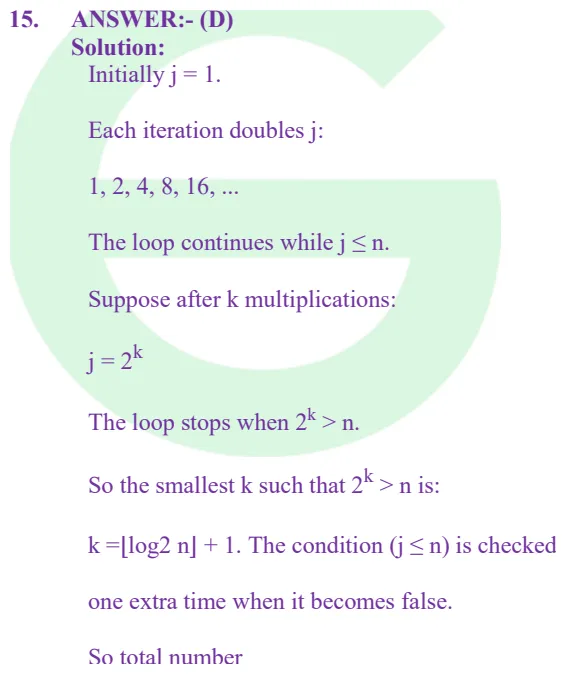 15. ANSWER:- (D)
Solution:
Initially j = 1.
Each iteration doubles j:
1, 2, 4, 8, 16, ...
The loop continues while j ≤ n.
Suppose after k multiplications:
j = 2^k
The loop stops when 2^k > n.
So the smallest k such that 2^k > n is:
k =⌊log2 n⌋ + 1. The condition (j ≤ n) is checked
one extra time when it becomes false.
So total number